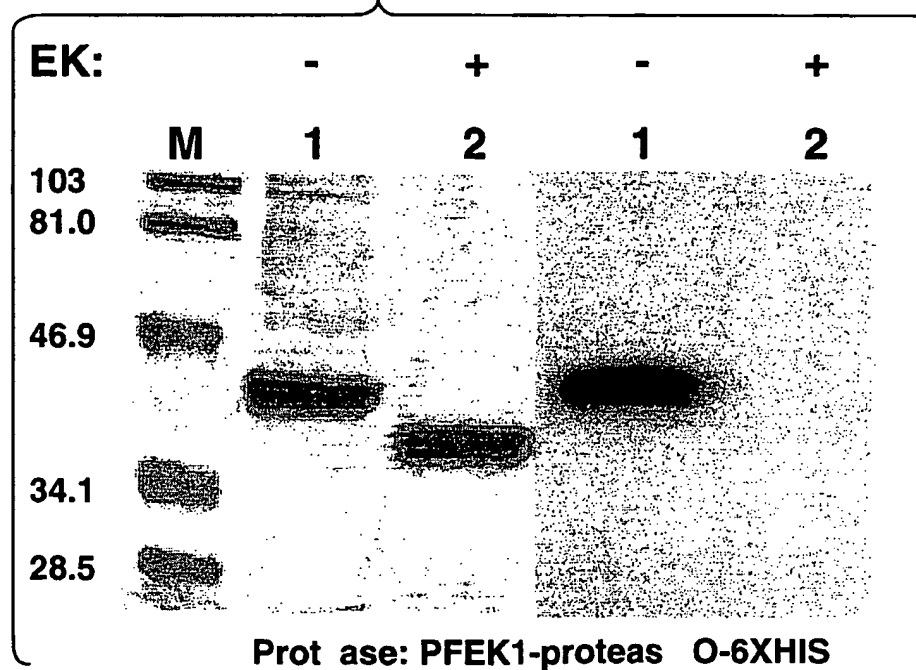 EK: - + - +
M 1 2 1 2
103
81.0
46.9
34.1
28.5
Prot ase: PFEK1-proteas O-6XHIS